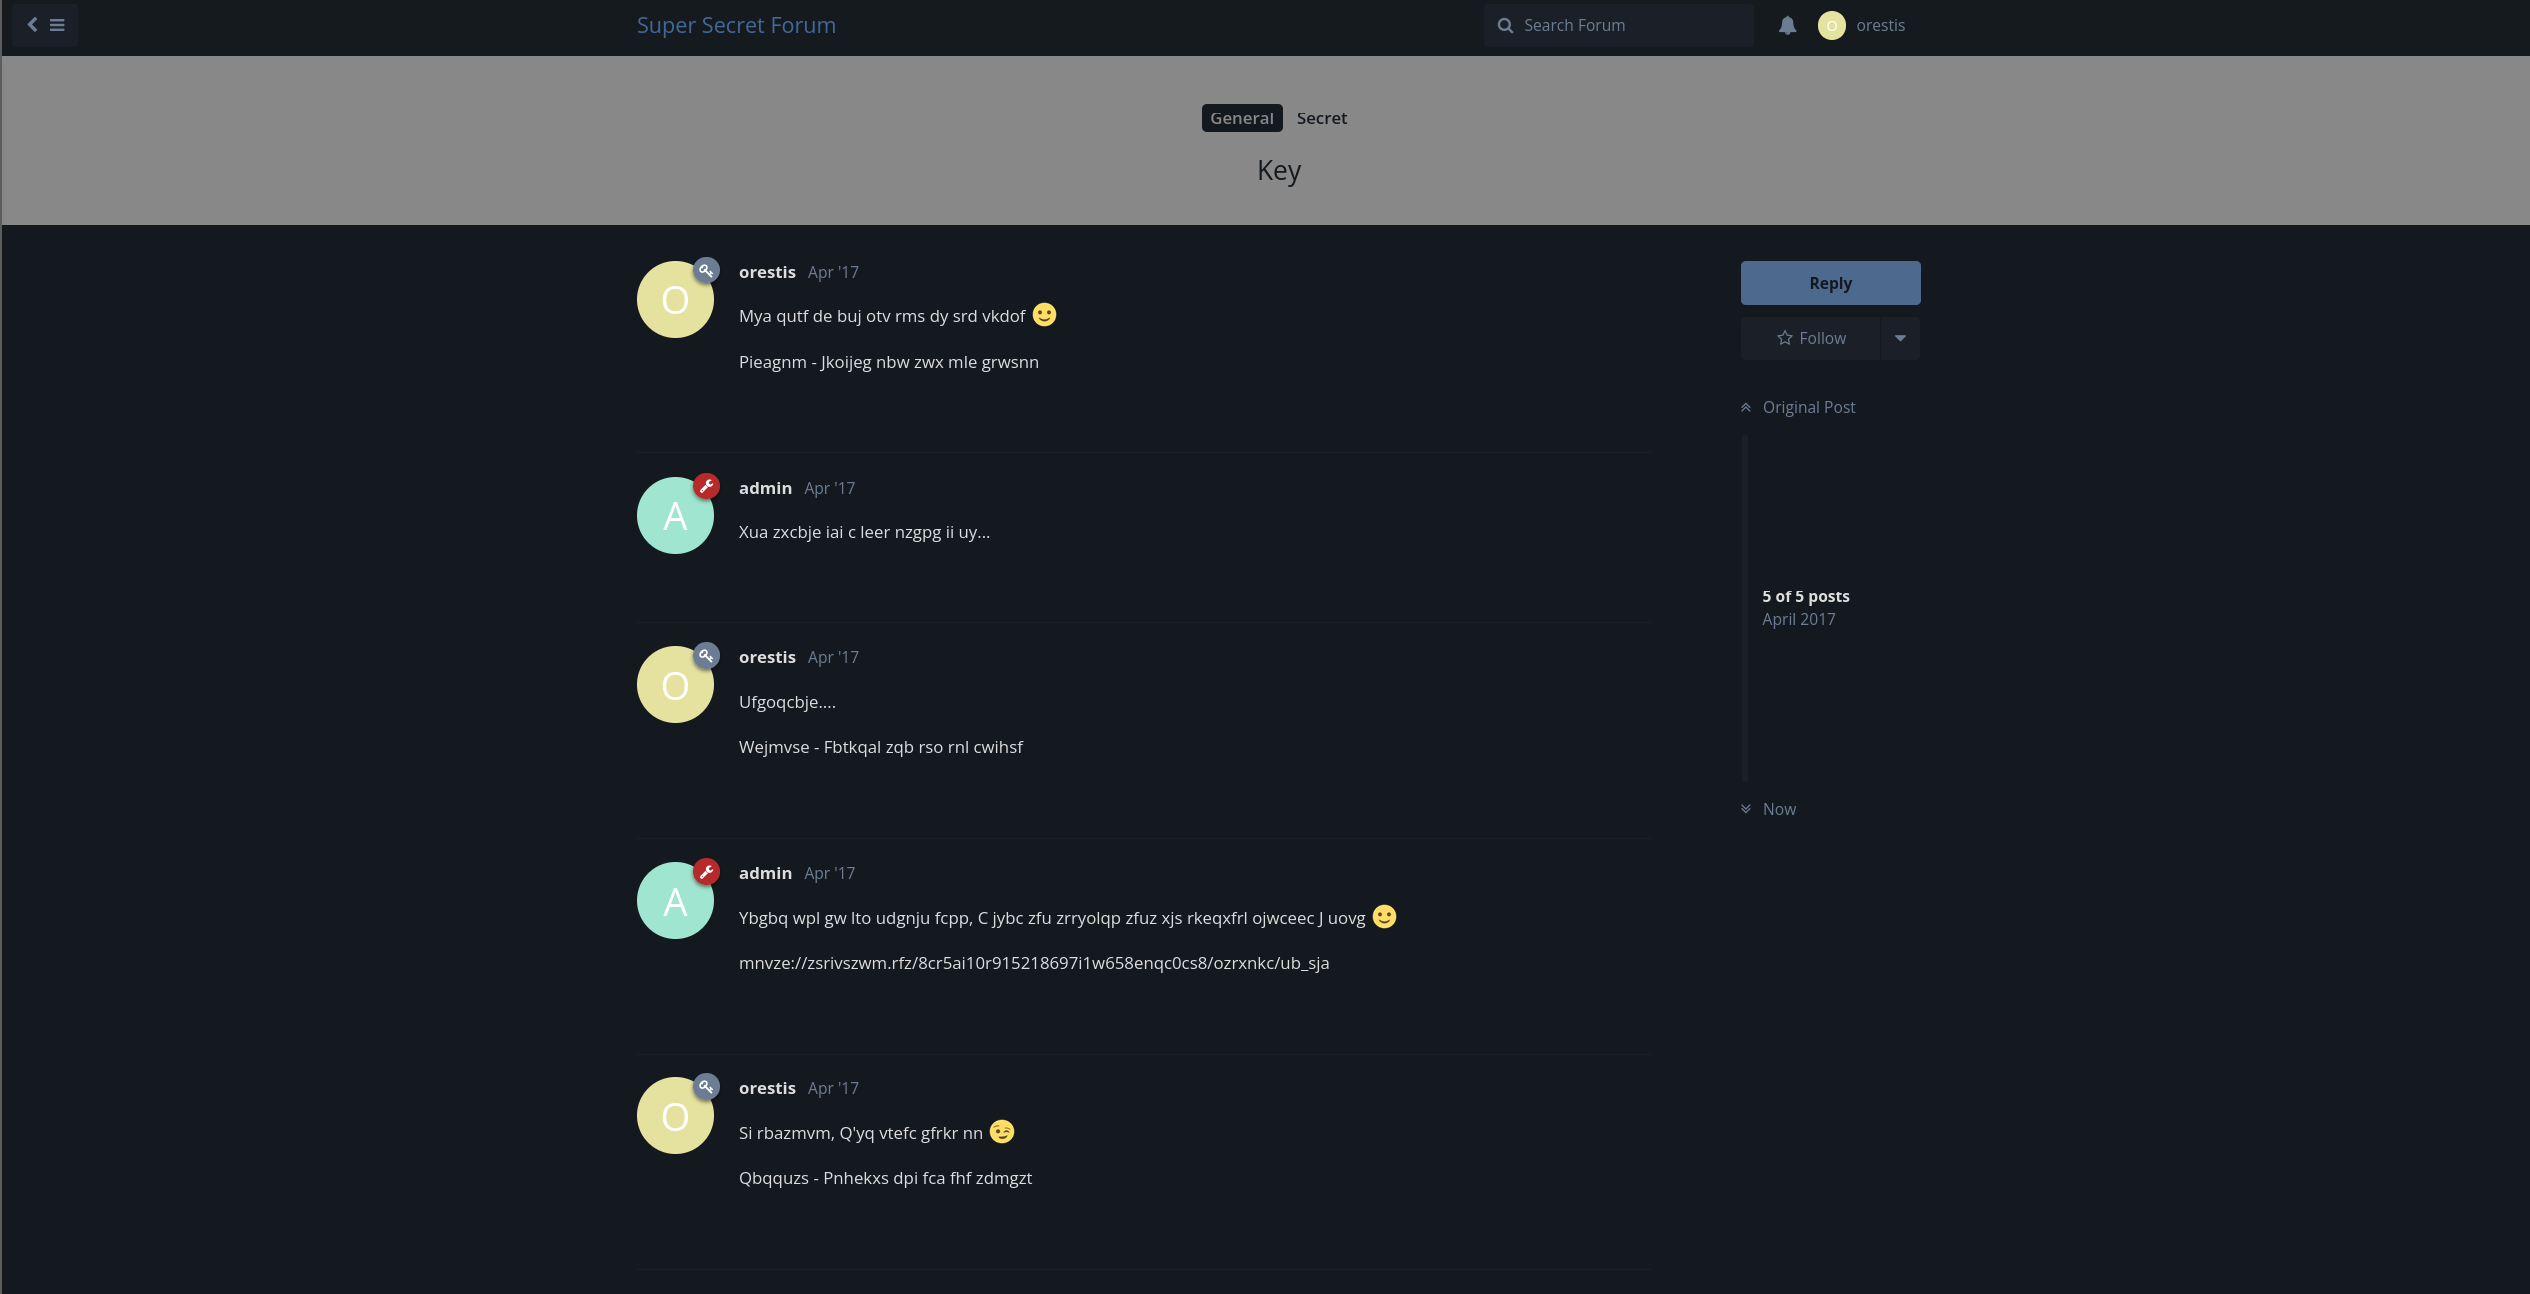 Super Secret Forum
Search Forum
O
orestis
General Secret
Key
O
orestis Apr '17
Mya qutf de buj otv rms dy srd vkdof 🙂
Pieagnm - Jkoijeg nbw zwx mle grwsnn
Reply
Follow
Original Post
5 of 5 posts
April 2017
Now
A
admin Apr '17
Xua zxcbje iai c leer nzgpg ii uy...
O
orestis Apr '17
Ufgoqcbje....
Wejmvse - Fbtkqal zqb rso rnl cwihsf
A
admin Apr '17
Ybgbq wpl gw lto udgnju fcpp, C jybc zfu zrryolqp zfuz xjs rkeqxfrl ojwceec J uovg 🙂
mnvze://zsrivszwm.rfz/8cr5ai10r915218697i1w658enqc0cs8/ozrxnkc/ub_sja
O
orestis Apr '17
Si rbazmvm, Q'yq vtefc gfrkr nn 😉
Qbqquzs - Pnhekxs dpi fca fhf zdmgzt